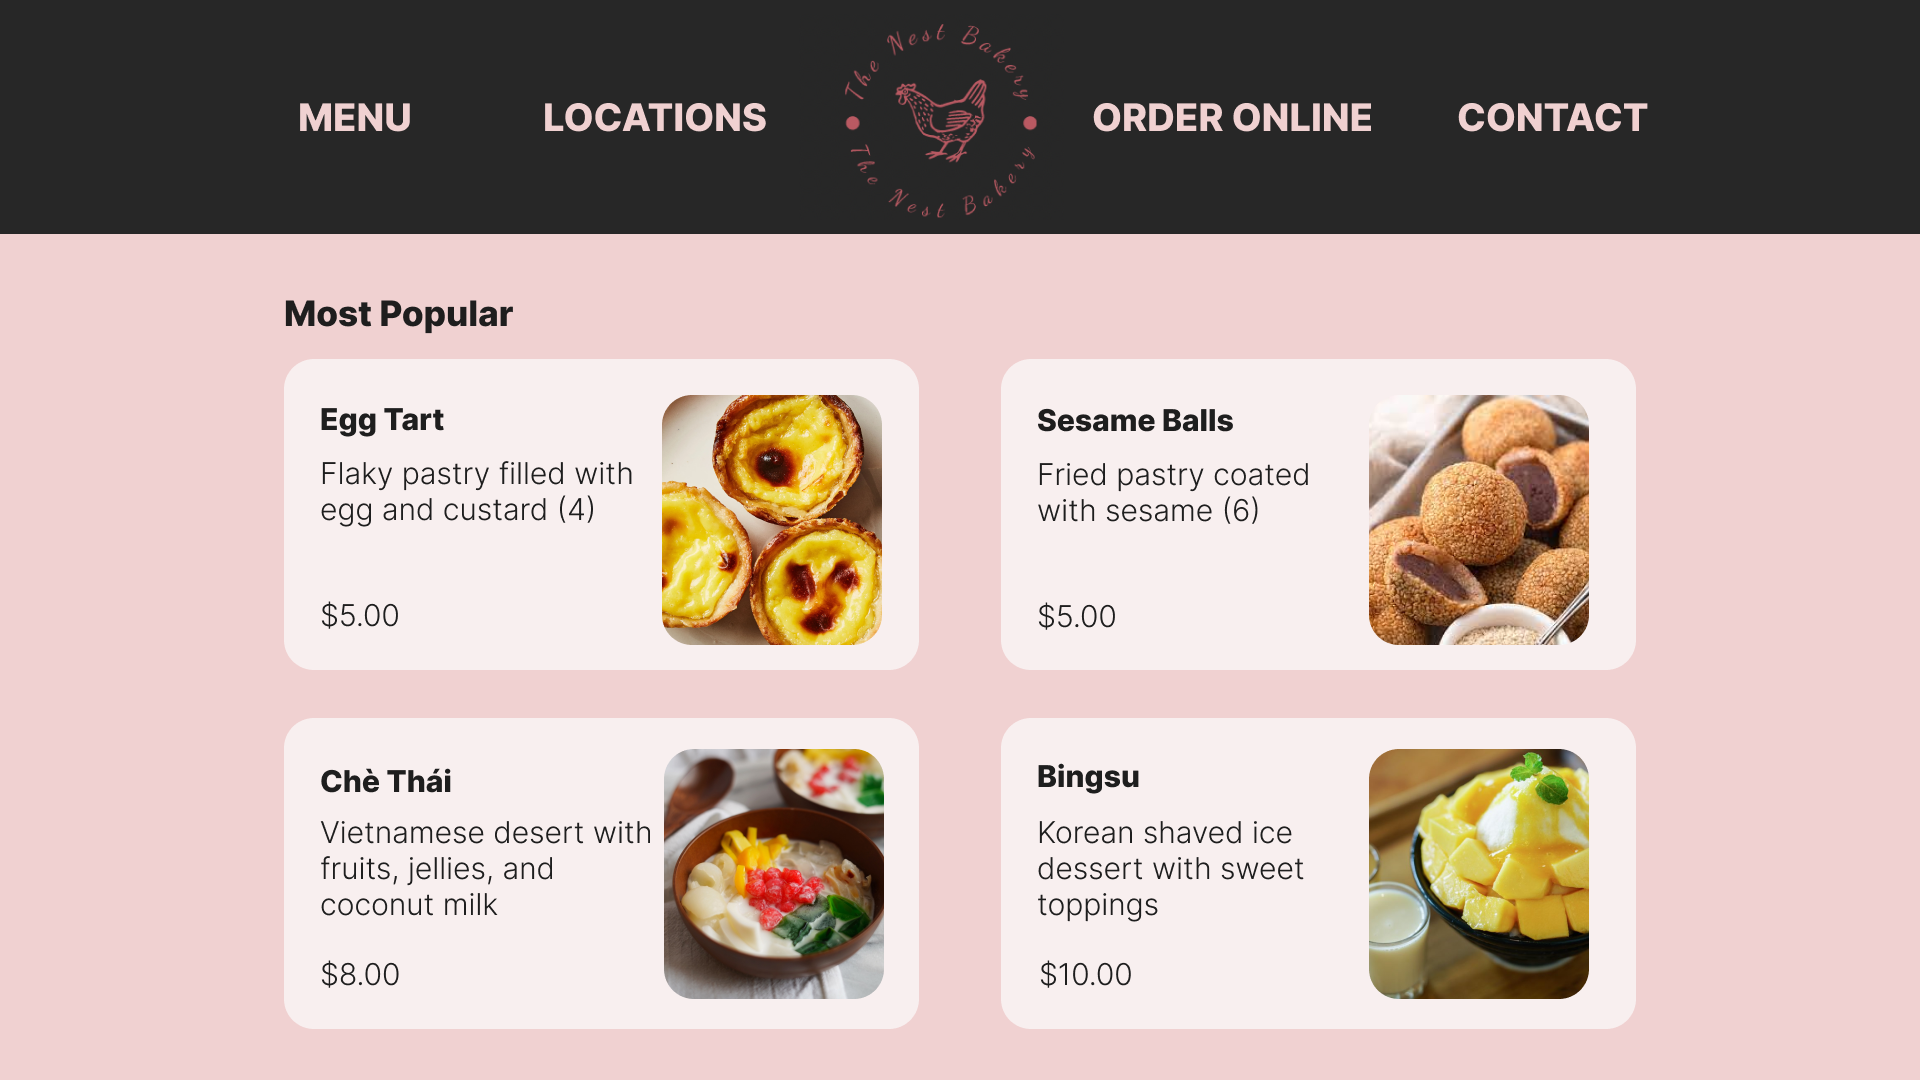 MENU
LOCATIONS
The Nest Bakery
The Nest Bakery
ORDER ONLINE
CONTACT
Most Popular
Egg Tart
Flaky pastry filled with
egg and custard (4)
$5.00
Sesame Balls
Fried pastry coated
with sesame (6)
$5.00
Chè Thái
Vietnamese desert with
fruits, jellies, and
coconut milk
$8.00
Bingsu
Korean shaved ice
dessert with sweet
toppings
$10.00